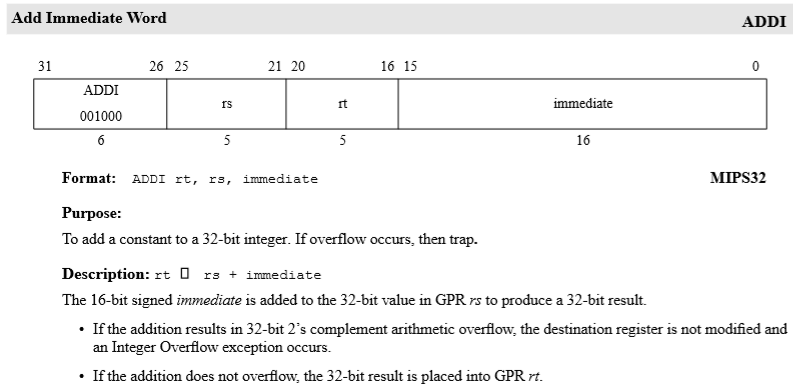 Add Immediate Word ADDI
31 26 25 21 20 16 15 0
ADDI
001000
rs rt immediate
6 5 5 16
Format: ADDI rt, rs, immediate MIPS32
Purpose:
To add a constant to a 32-bit integer. If overflow occurs, then trap.
Description: rt □ rs + immediate
The 16-bit signed immediate is added to the 32-bit value in GPR rs to produce a 32-bit result.
• If the addition results in 32-bit 2’s complement arithmetic overflow, the destination register is not modified and
an Integer Overflow exception occurs.
• If the addition does not overflow, the 32-bit result is placed into GPR rt.